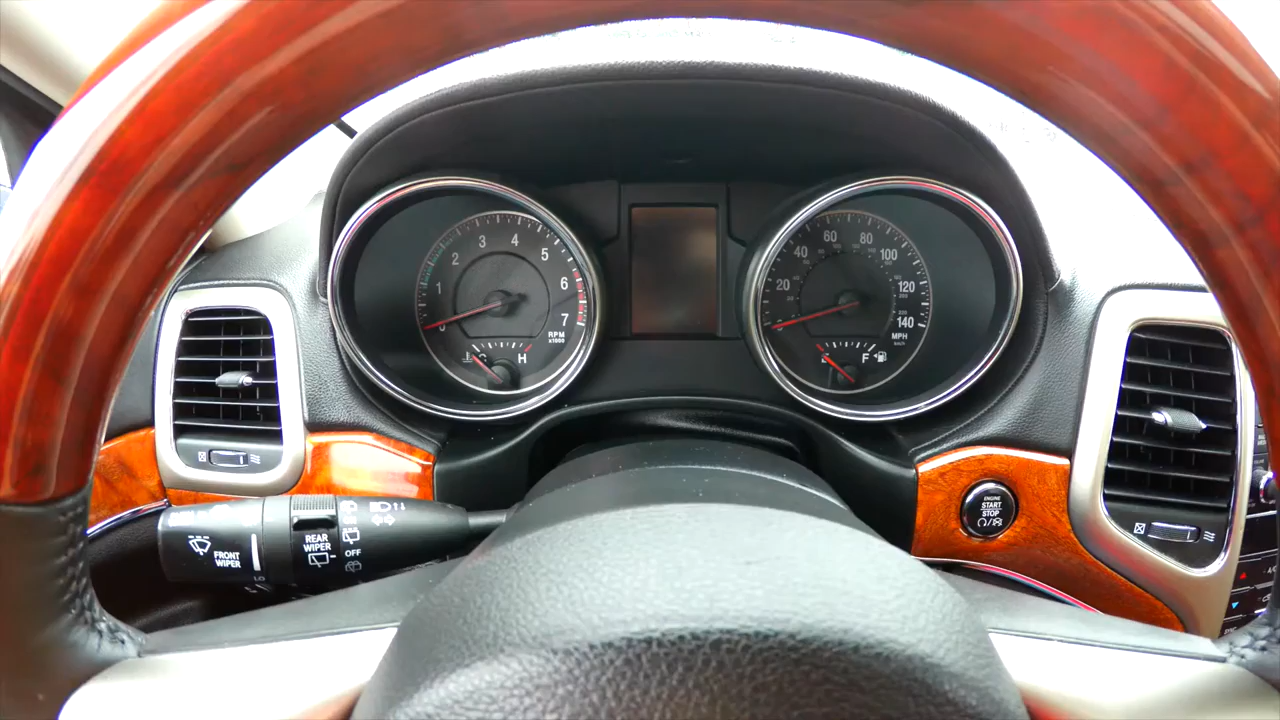 1
2
3
4
5
6
7
RPM
x1000
H
20
40
60
80
100
120
140
MPH
F
ENGINE
START
STOP
FRONT
WIPER
REAR
WIPER
OFF